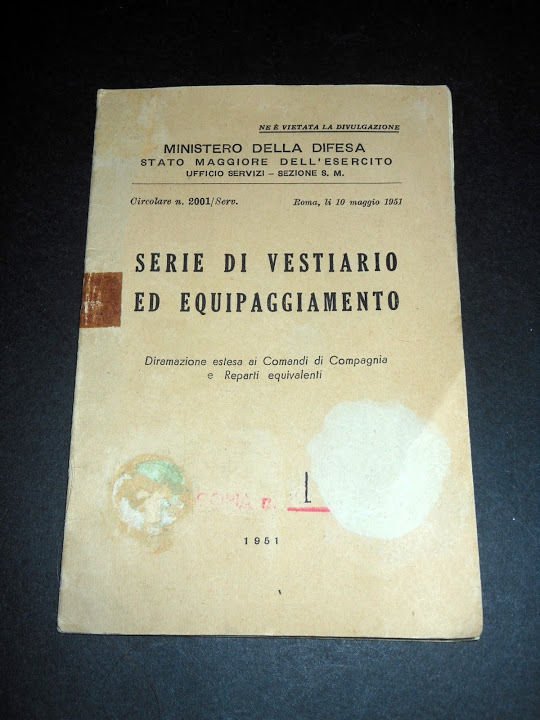 NE È VIETATA LA DIVULGAZIONE
MINISTERO DELLA DIFESA
STATO MAGGIORE DELL'ESERCITO
UFFICIO SERVIZI - SEZIONE S. M.
Circolare n. 2001/Serv. Roma, li 10 maggio 1951
SERIE DI VESTIARIO
ED EQUIPAGGIAMENTO
Diramazione estesa ai Comandi di Compagnia
e Reparti equivalenti
n.
1951